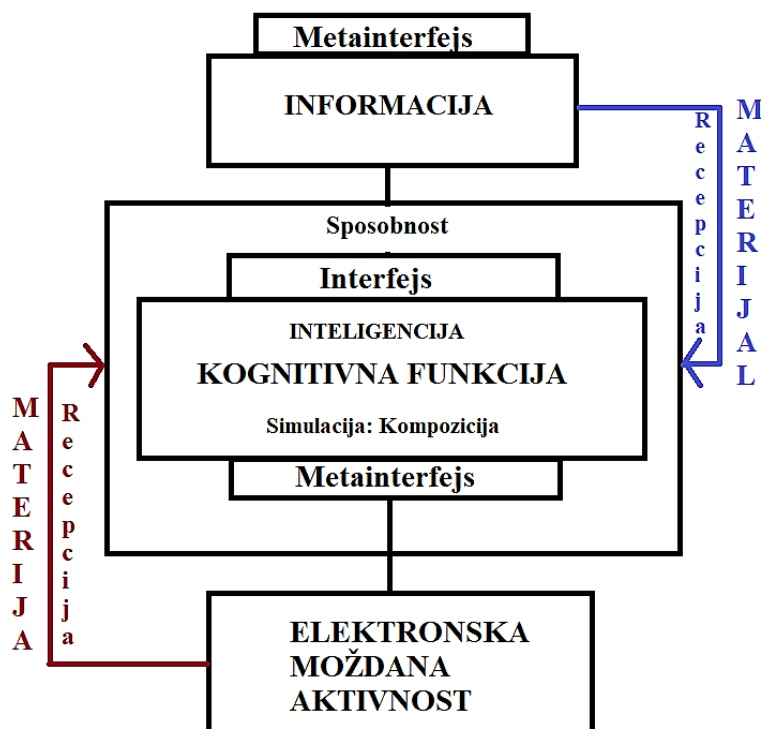 Metainterfejs
INFORMACIJA
Recepcija
MATERIJAL
Sposobnost
Interfejs
INTELIGENCIJA
KOGNITIVNA FUNKCIJA
Simulacija: Kompozicija
Metainterfejs
MATERIJA
Recepcija
ELEKTRONSKA
MOŽDANA
AKTIVNOST